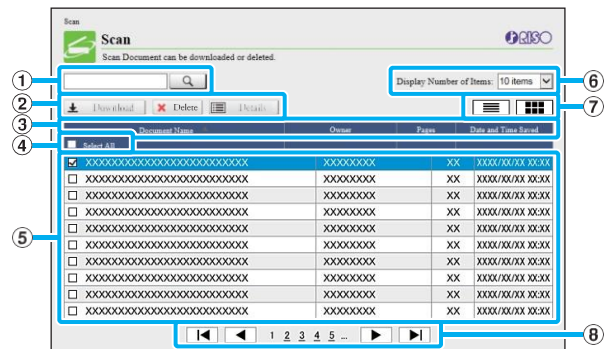 Scan
Scan
RISO
Scan Document can be downloaded or deleted.
1
Display Number of Items: 10 items
6
2
Download Delete Details
7
3
Document Name Owner Pages Date and Time Saved
4
Select All
XXXXXXXXXXXXXXXXXXXXXXXXXX XXXXXXXX XX XXXX/XX/XX XX:XX
XXXXXXXXXXXXXXXXXXXXXXXXXX XXXXXXXX XX XXXX/XX/XX XX:XX
XXXXXXXXXXXXXXXXXXXXXXXXXX XXXXXXXX XX XXXX/XX/XX XX:XX
XXXXXXXXXXXXXXXXXXXXXXXXXX XXXXXXXX XX XXXX/XX/XX XX:XX
XXXXXXXXXXXXXXXXXXXXXXXXXX XXXXXXXX XX XXXX/XX/XX XX:XX
5
XXXXXXXXXXXXXXXXXXXXXXXXXX XXXXXXXX XX XXXX/XX/XX XX:XX
XXXXXXXXXXXXXXXXXXXXXXXXXX XXXXXXXX XX XXXX/XX/XX XX:XX
XXXXXXXXXXXXXXXXXXXXXXXXXX XXXXXXXX XX XXXX/XX/XX XX:XX
XXXXXXXXXXXXXXXXXXXXXXXXXX XXXXXXXX XX XXXX/XX/XX XX:XX
XXXXXXXXXXXXXXXXXXXXXXXXXX XXXXXXXX XX XXXX/XX/XX XX:XX
1 2 3 4 5 ...
8